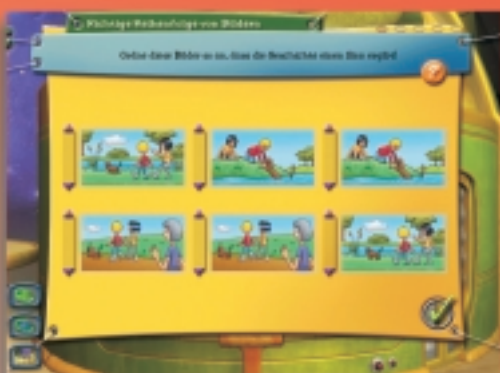 Richtige Reihenfolge von Bildern
Ordne diese Bilder so an, dass die Geschichte einen Sinn ergibt!
?